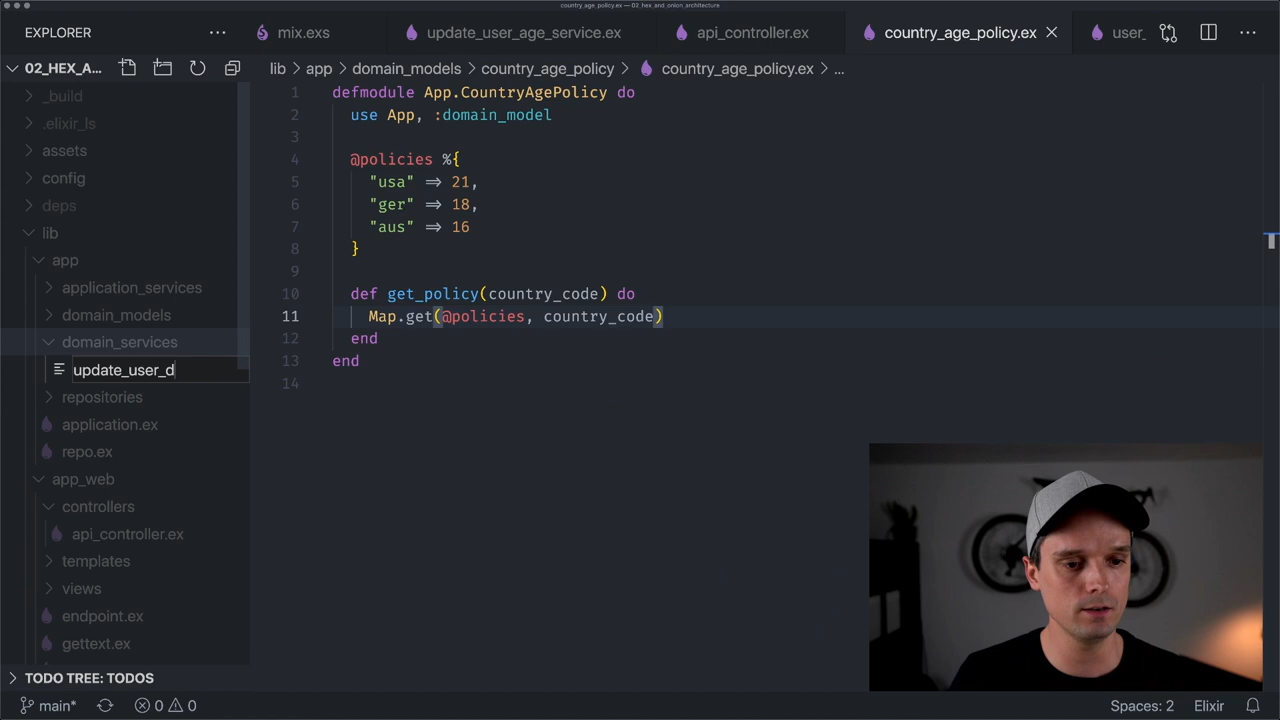 country_age_policy.ex — 02_hex_and_onion_architecture
EXPLORER
mix.exs
update_user_age_service.ex
api_controller.ex
country_age_policy.ex
user_
02_HEX_A...
lib > app > domain_models > country_age_policy > country_age_policy.ex > ...
_build
.elixir_ls
assets
config
deps
lib
app
application_services
domain_models
domain_services
update_user_d
repositories
application.ex
repo.ex
app_web
controllers
api_controller.ex
templates
views
endpoint.ex
gettext.ex
TODO TREE: TODOS
1 defmodule App.CountryAgePolicy do
2 use App, :domain_model
3
4 @policies %{
5 "usa" => 21,
6 "ger" => 18,
7 "aus" => 16
8 }
9
10 def get_policy(country_code) do
11 Map.get(@policies, country_code)
12 end
13 end
14
main* 0 0
Spaces: 2 Elixir